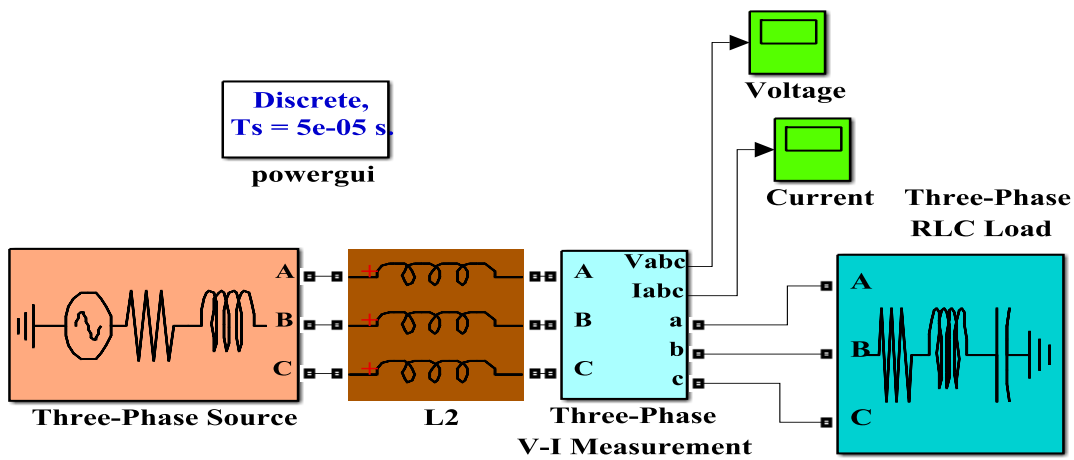 Voltage
Discrete,
Ts = 5e-05 s.
powergui
Current
Three-Phase
RLC Load
A
B
C
Three-Phase Source
L2
A
B
C
Vabc
Iabc
a
b
c
Three-Phase
V-I Measurement
A
B
C